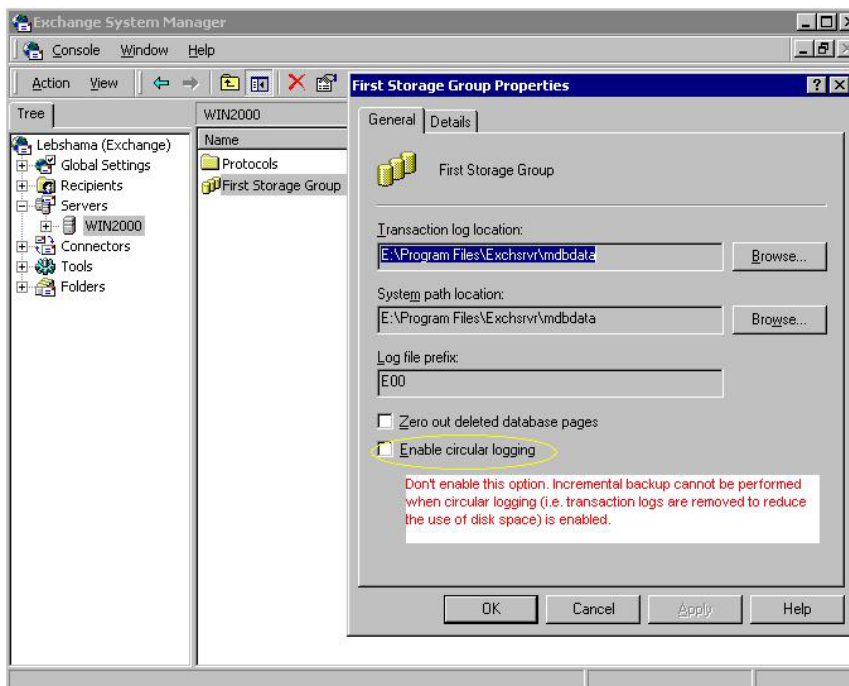 Exchange System Manager
Console Window Help
Action View
Tree
WIN2000
Name
Lebshama (Exchange)
Global Settings
Recipients
Servers
WIN2000
Connectors
Tools
Folders
Protocols
First Storage Group
First Storage Group Properties
General Details
First Storage Group
Transaction log location:
E:\Program Files\Exchsrvr\mdbdata
Browse...
System path location:
E:\Program Files\Exchsrvr\mdbdata
Browse...
Log file prefix:
E00
Zero out deleted database pages
Enable circular logging
Don't enable this option. Incremental backup cannot be performed
when circular logging (i.e. transaction logs are removed to reduce
the use of disk space) is enabled.
OK Cancel Apply Help